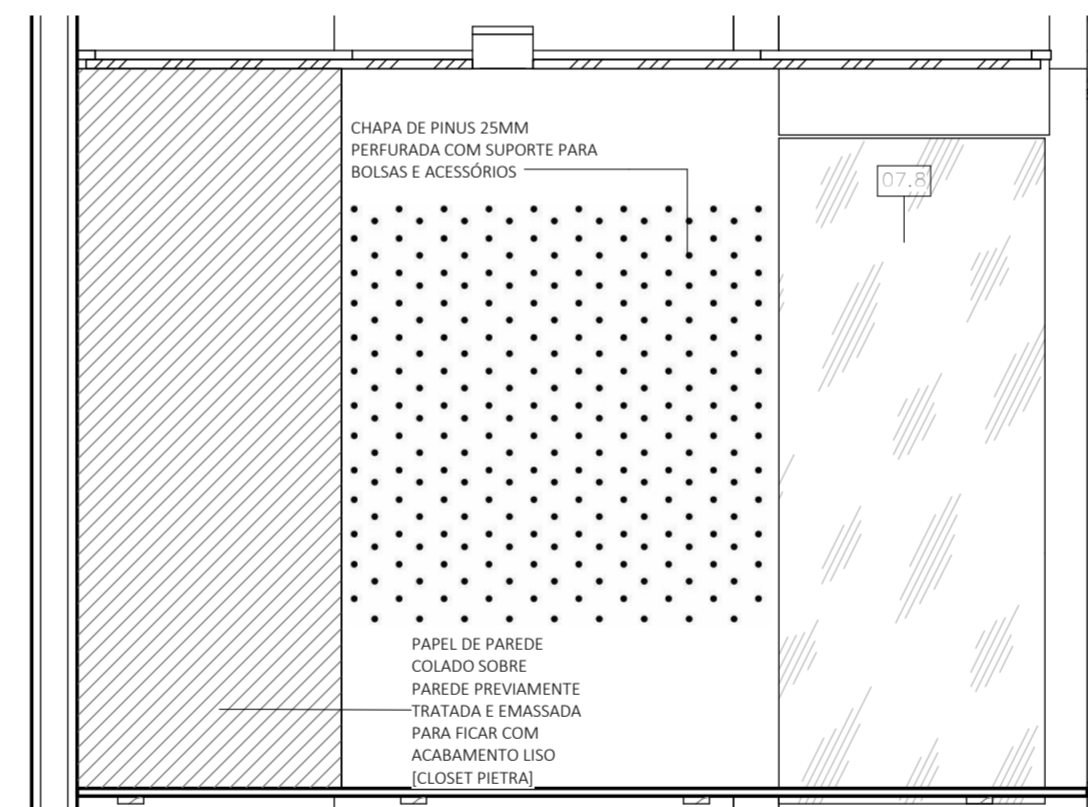 CHAPA DE PINUS 25MM
PERFURADA COM SUPORTE PARA
BOLSAS E ACESSÓRIOS
07.8
PAPEL DE PAREDE
COLADO SOBRE
PAREDE PREVIAMENTE
TRATADA E EMASSADA
PARA FICAR COM
ACABAMENTO LISO
[CLOSET PIETRA]